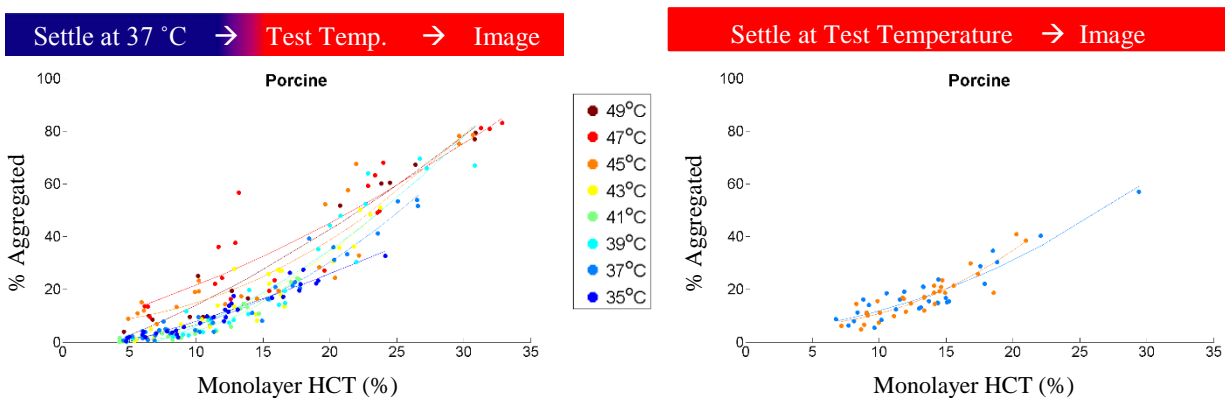 Settle at 37 ˚C → Test Temp. → Image
Porcine
100
80
60
40
20
0
% Aggregated
0 5 10 15 20 25 30 35
Monolayer HCT (%)
49°C
47°C
45°C
43°C
41°C
39°C
37°C
35°C
Settle at Test Temperature → Image
Porcine
100
80
60
40
20
0
% Aggregated
0 5 10 15 20 25 30 35
Monolayer HCT (%)